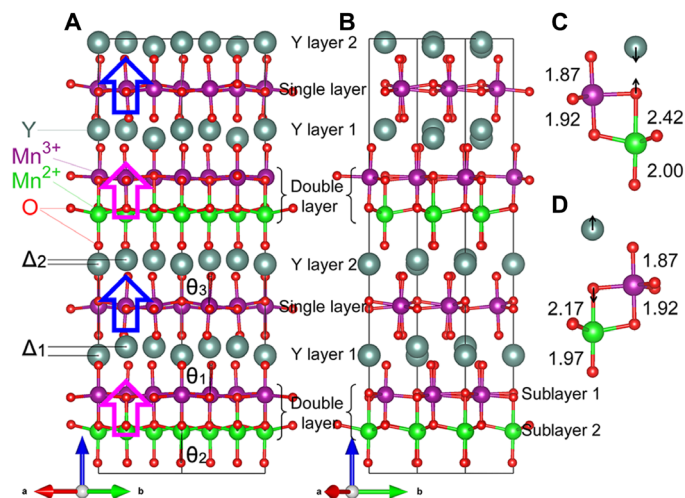 A
B
C
Y layer 2
Single layer
1.87
1.92
2.42
2.00
Y
Y layer 1
Mn3+
Mn2+
O
Double
layer
D
Δ2
Y layer 2
θ3
Single layer
1.87
2.17
1.92
1.97
Δ1
Y layer 1
θ1
Double
layer
Sublayer 1
Sublayer 2
θ2
a
b
a
b